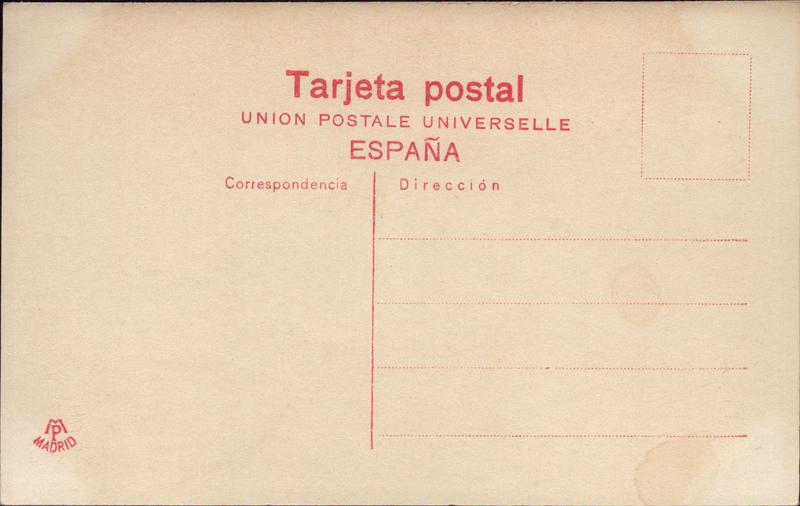 Tarjeta postal
UNION POSTALE UNIVERSELLE
ESPAÑA
Correspondencia
Dirección
MP
MADRID